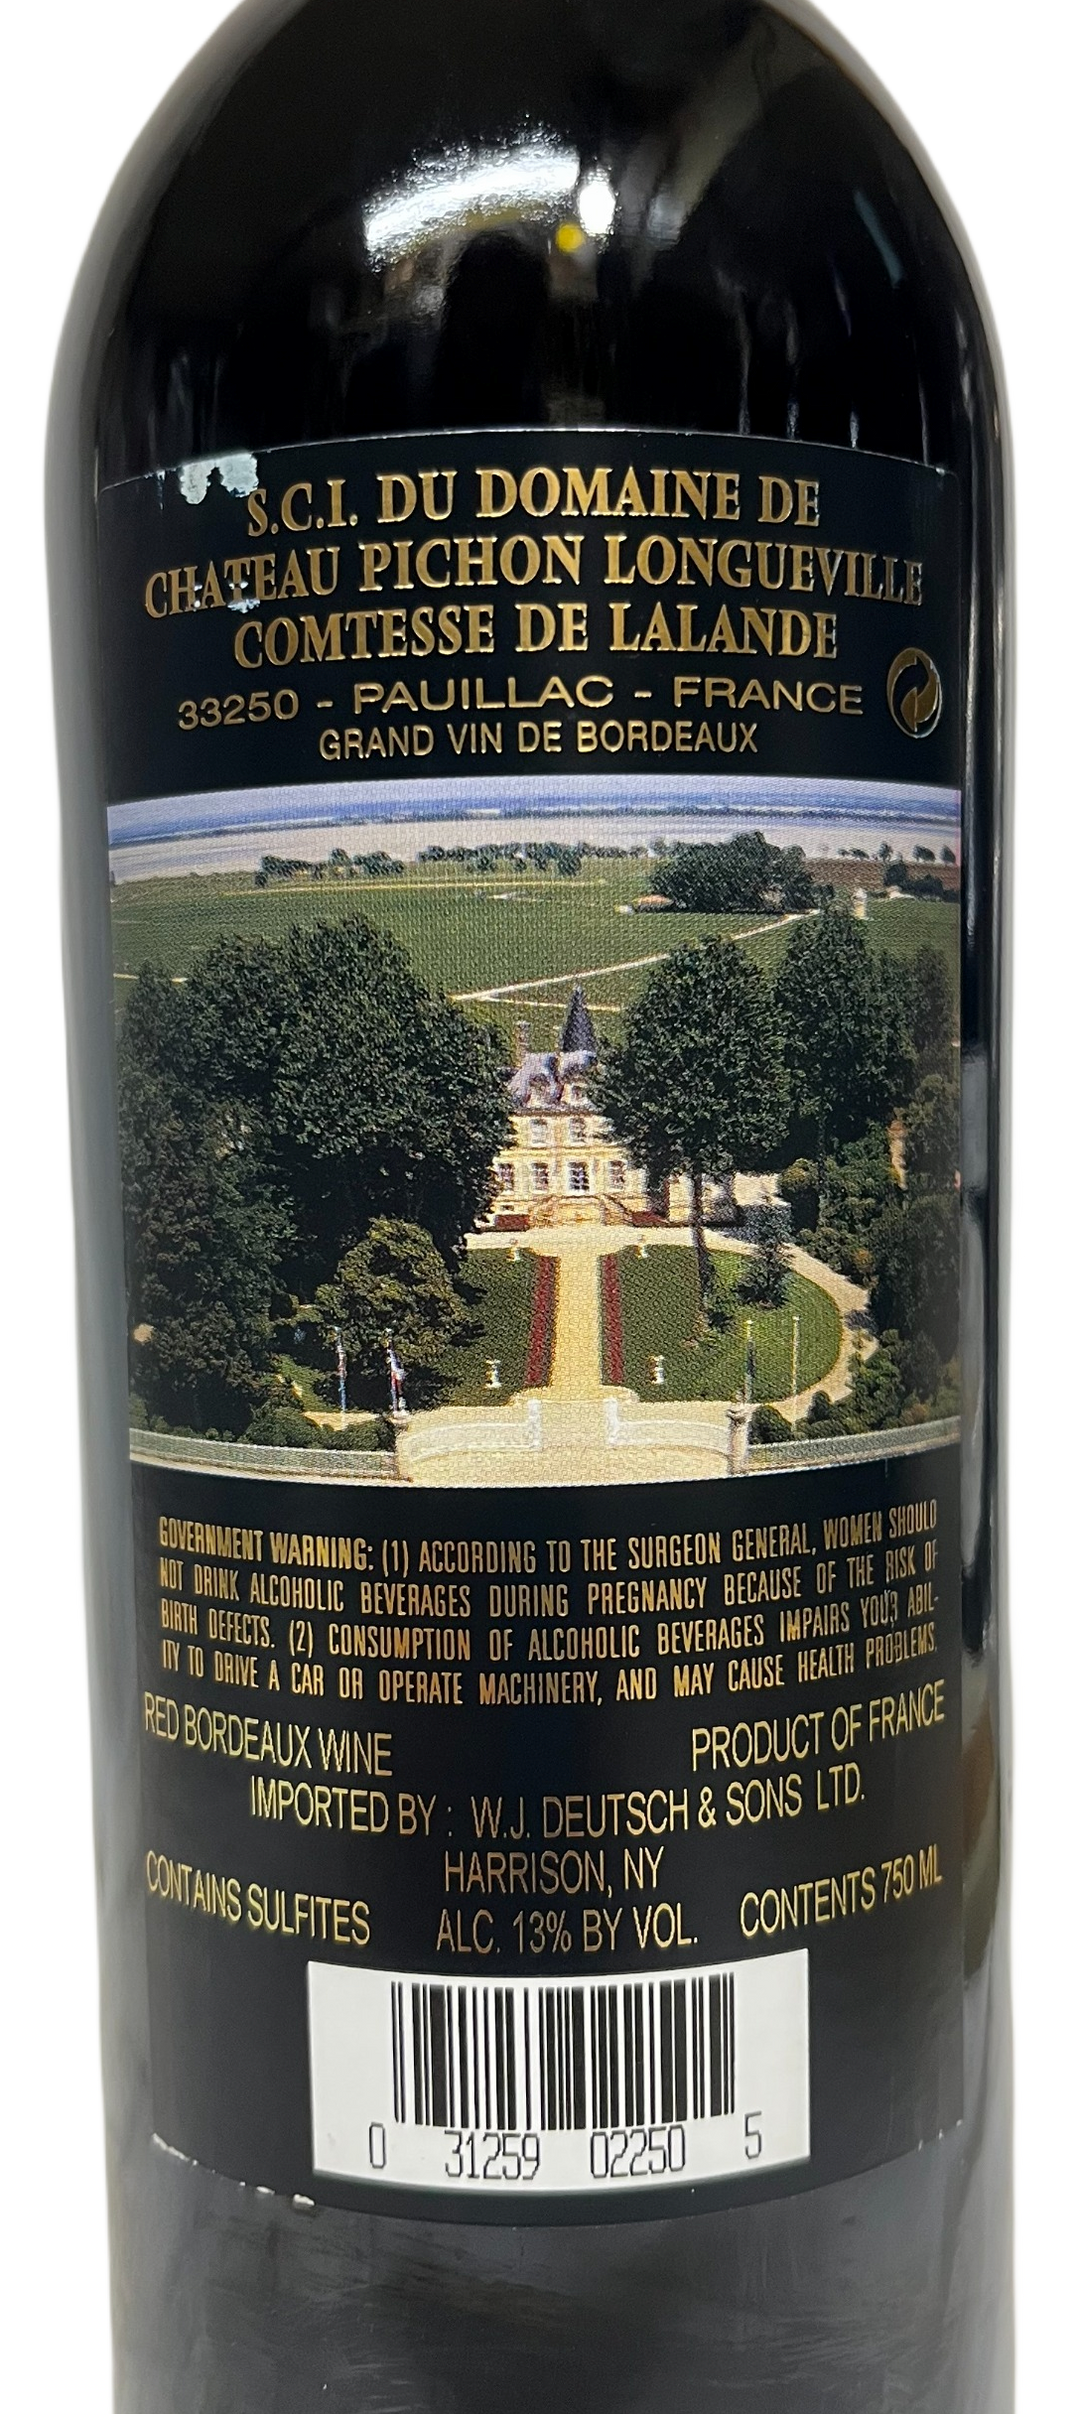 S.C.I. DU DOMAINE DE
CHATEAU PICHON LONGUEVILLE
COMTESSE DE LALANDE
33250 - PAUILLAC - FRANCE
GRAND VIN DE BORDEAUX
GOVERNMENT WARNING: (1) ACCORDING TO THE SURGEON GENERAL, WOMEN SHOULD
NOT DRINK ALCOHOLIC BEVERAGES DURING PREGNANCY BECAUSE OF THE RISK OF
BIRTH DEFECTS. (2) CONSUMPTION OF ALCOHOLIC BEVERAGES IMPAIRS YOUR ABIL-
ITY TO DRIVE A CAR OR OPERATE MACHINERY, AND MAY CAUSE HEALTH PROBLEMS.
RED BORDEAUX WINE PRODUCT OF FRANCE
IMPORTED BY : W.J. DEUTSCH & SONS LTD.
HARRISON, NY
CONTAINS SULFITES ALC. 13% BY VOL. CONTENTS 750 ML
0 31259 02250 5